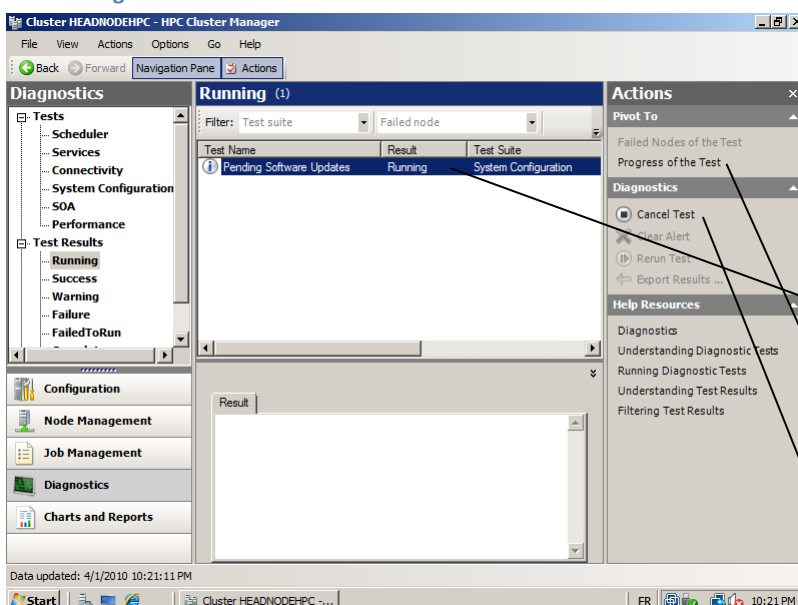 Cluster HEADNODEHPC - HPC Cluster Manager
File View Actions Options Go Help
Back Forward Navigation Pane Actions
Diagnostics
Tests
Scheduler
Services
Connectivity
System Configuration
SOA
Performance
Test Results
Running
Success
Warning
Failure
FailedToRun
Configuration
Node Management
Job Management
Diagnostics
Charts and Reports
Running (1)
Filter: Test suite Failed node
Test Name Result Test Suite
Pending Software Updates Running System Configuration
Result
Actions
Pivot To
Failed Nodes of the Test
Progress of the Test
Diagnostics
Cancel Test
Clear Alert
Rerun Test
Export Results ...
Help Resources
Diagnostics
Understanding Diagnostic Tests
Running Diagnostic Tests
Understanding Test Results
Filtering Test Results
Data updated: 4/1/2010 10:21:11 PM
Start Cluster HEADNODEHPC -... FR 10:21 PM